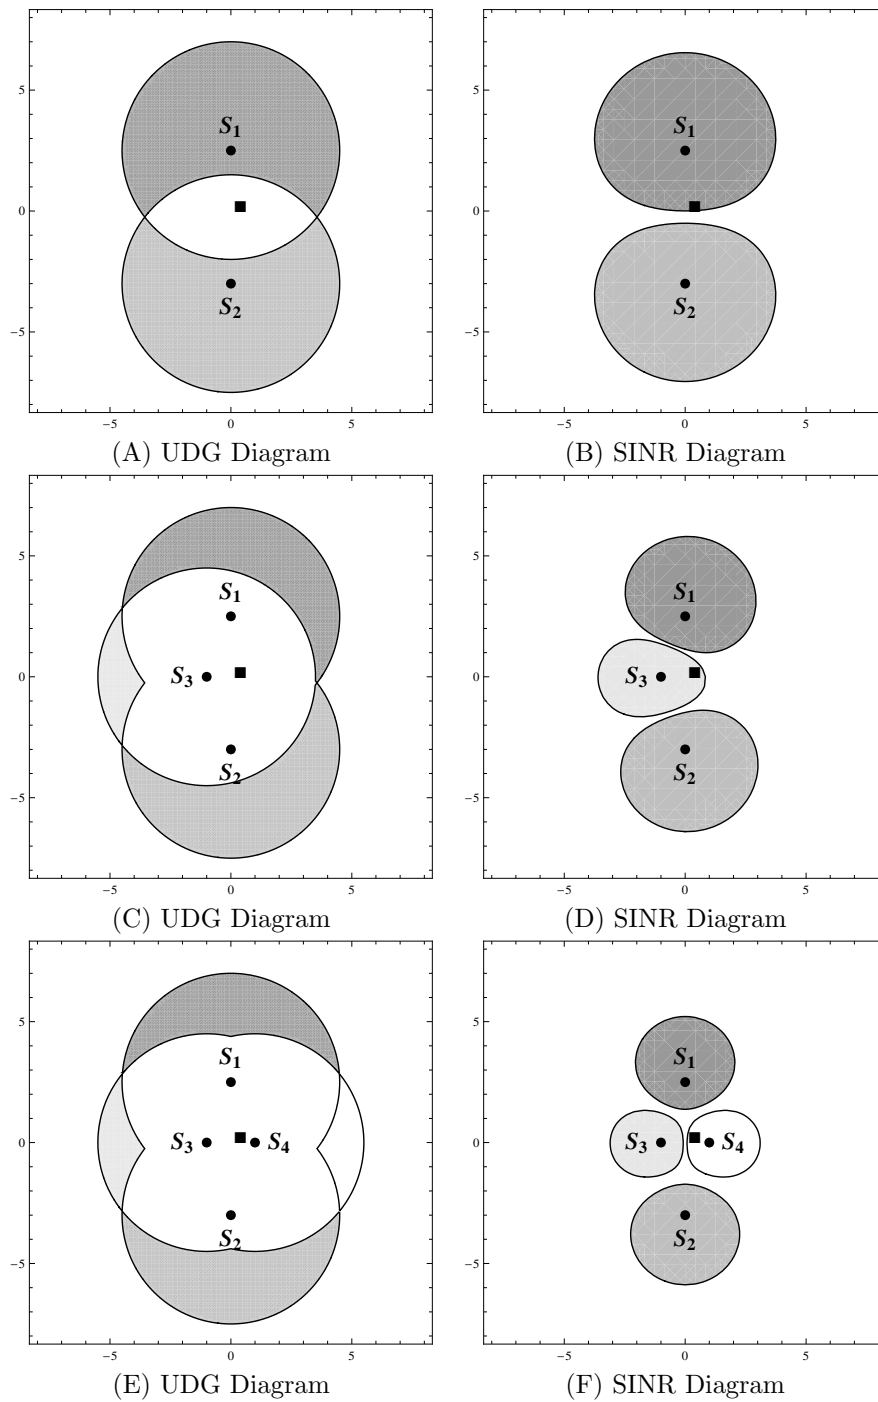 5
0
−5
S1
S2
−5 0 5
(A) UDG Diagram
5
0
−5
S1
S2
−5 0 5
(B) SINR Diagram
5
0
−5
S1
S3
S2
−5 0 5
(C) UDG Diagram
5
0
−5
S1
S3
S2
−5 0 5
(D) SINR Diagram
5
0
−5
S1
S3 S4
S2
−5 0 5
(E) UDG Diagram
5
0
−5
S1
S3 S4
S2
−5 0 5
(F) SINR Diagram